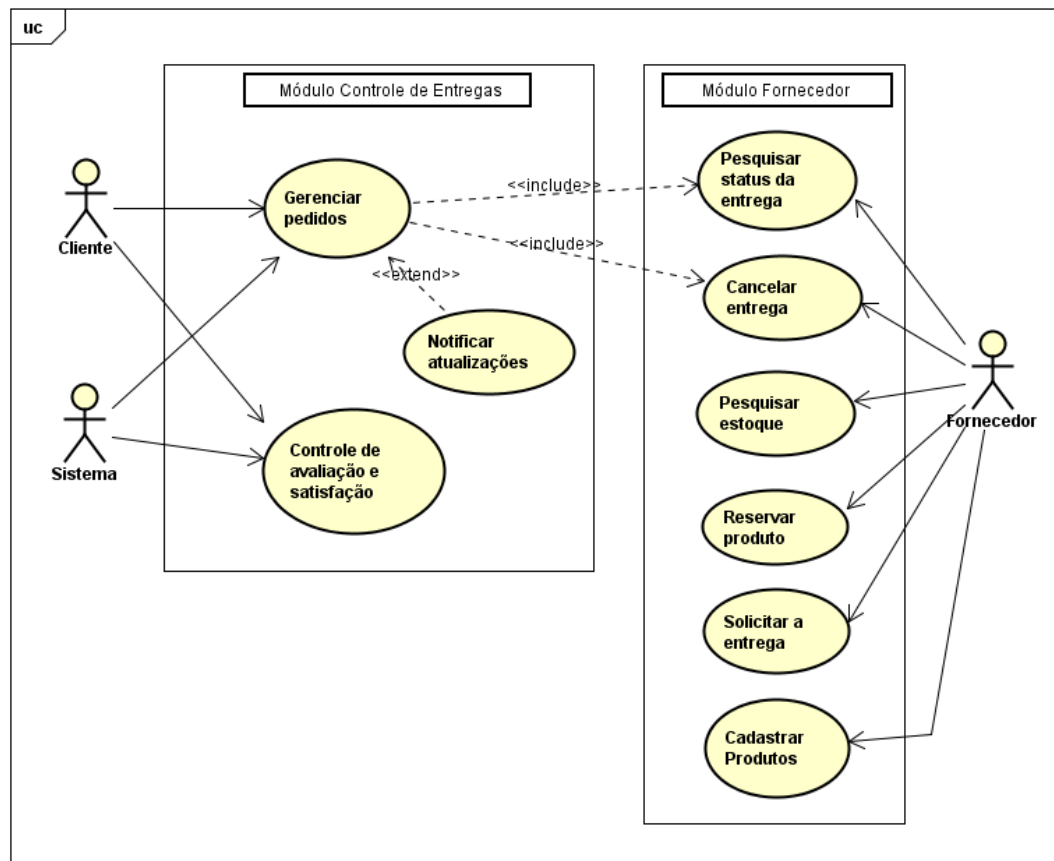 uc
Módulo Controle de Entregas
Módulo Fornecedor
Cliente
Sistema
Gerenciar
pedidos
<<include>>
<<include>>
<<extend>>
Notificar
atualizações
Controle de
avaliação e
satisfação
Pesquisar
status da
entrega
Cancelar
entrega
Pesquisar
estoque
Reservar
produto
Solicitar a
entrega
Cadastrar
Produtos
Fornecedor